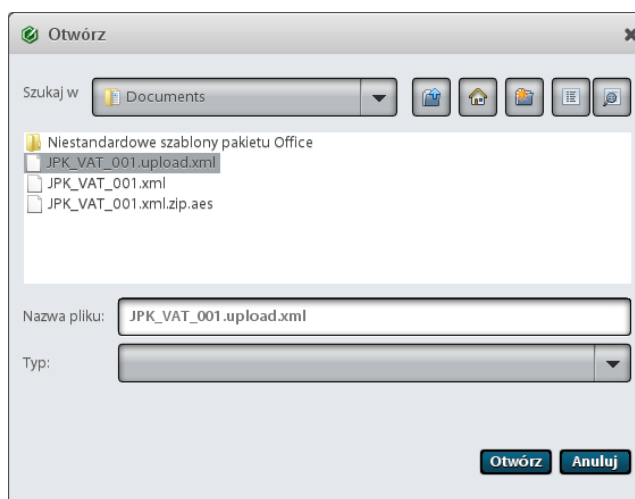 Otwórz
Szukaj w
Documents
Niestandardowe szablony pakietu Office
JPK_VAT_001.upload.xml
JPK_VAT_001.xml
JPK_VAT_001.xml.zip.aes
Nazwa pliku: JPK_VAT_001.upload.xml
Typ:
Otwórz Anuluj